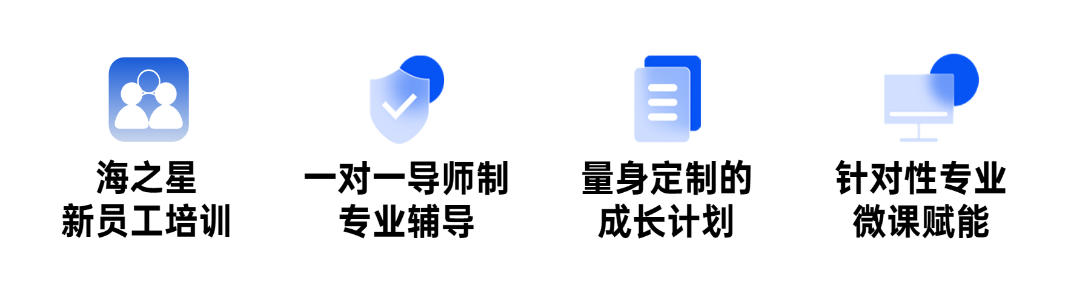 海之星
新员工培训
一对一导师制
专业辅导
量身定制的
成长计划
针对性专业
微课赋能